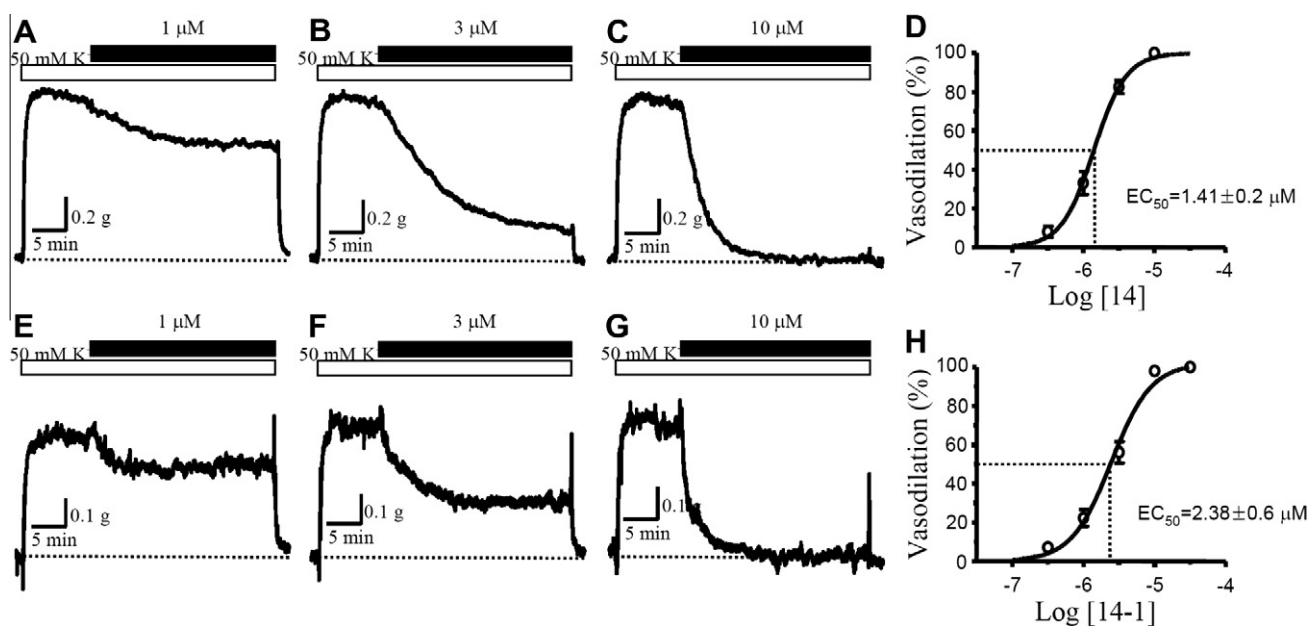 A
1 μM
50 mM K
0.2 g
5 min
B
3 μM
50 mM K
0.2 g
5 min
C
10 μM
50 mM K
0.2 g
5 min
D
Vasodilation (%)
100
80
60
40
20
0
-7 -6 -5 -4
EC50=1.41±0.2 μM
Log [14]
E
1 μM
50 mM K
0.1 g
5 min
F
3 μM
50 mM K
0.1 g
5 min
G
10 μM
50 mM K
5 min
H
Vasodilation (%)
100
80
60
40
20
0
-7 -6 -5 -4
EC50=2.38±0.6 μM
Log [14-1]